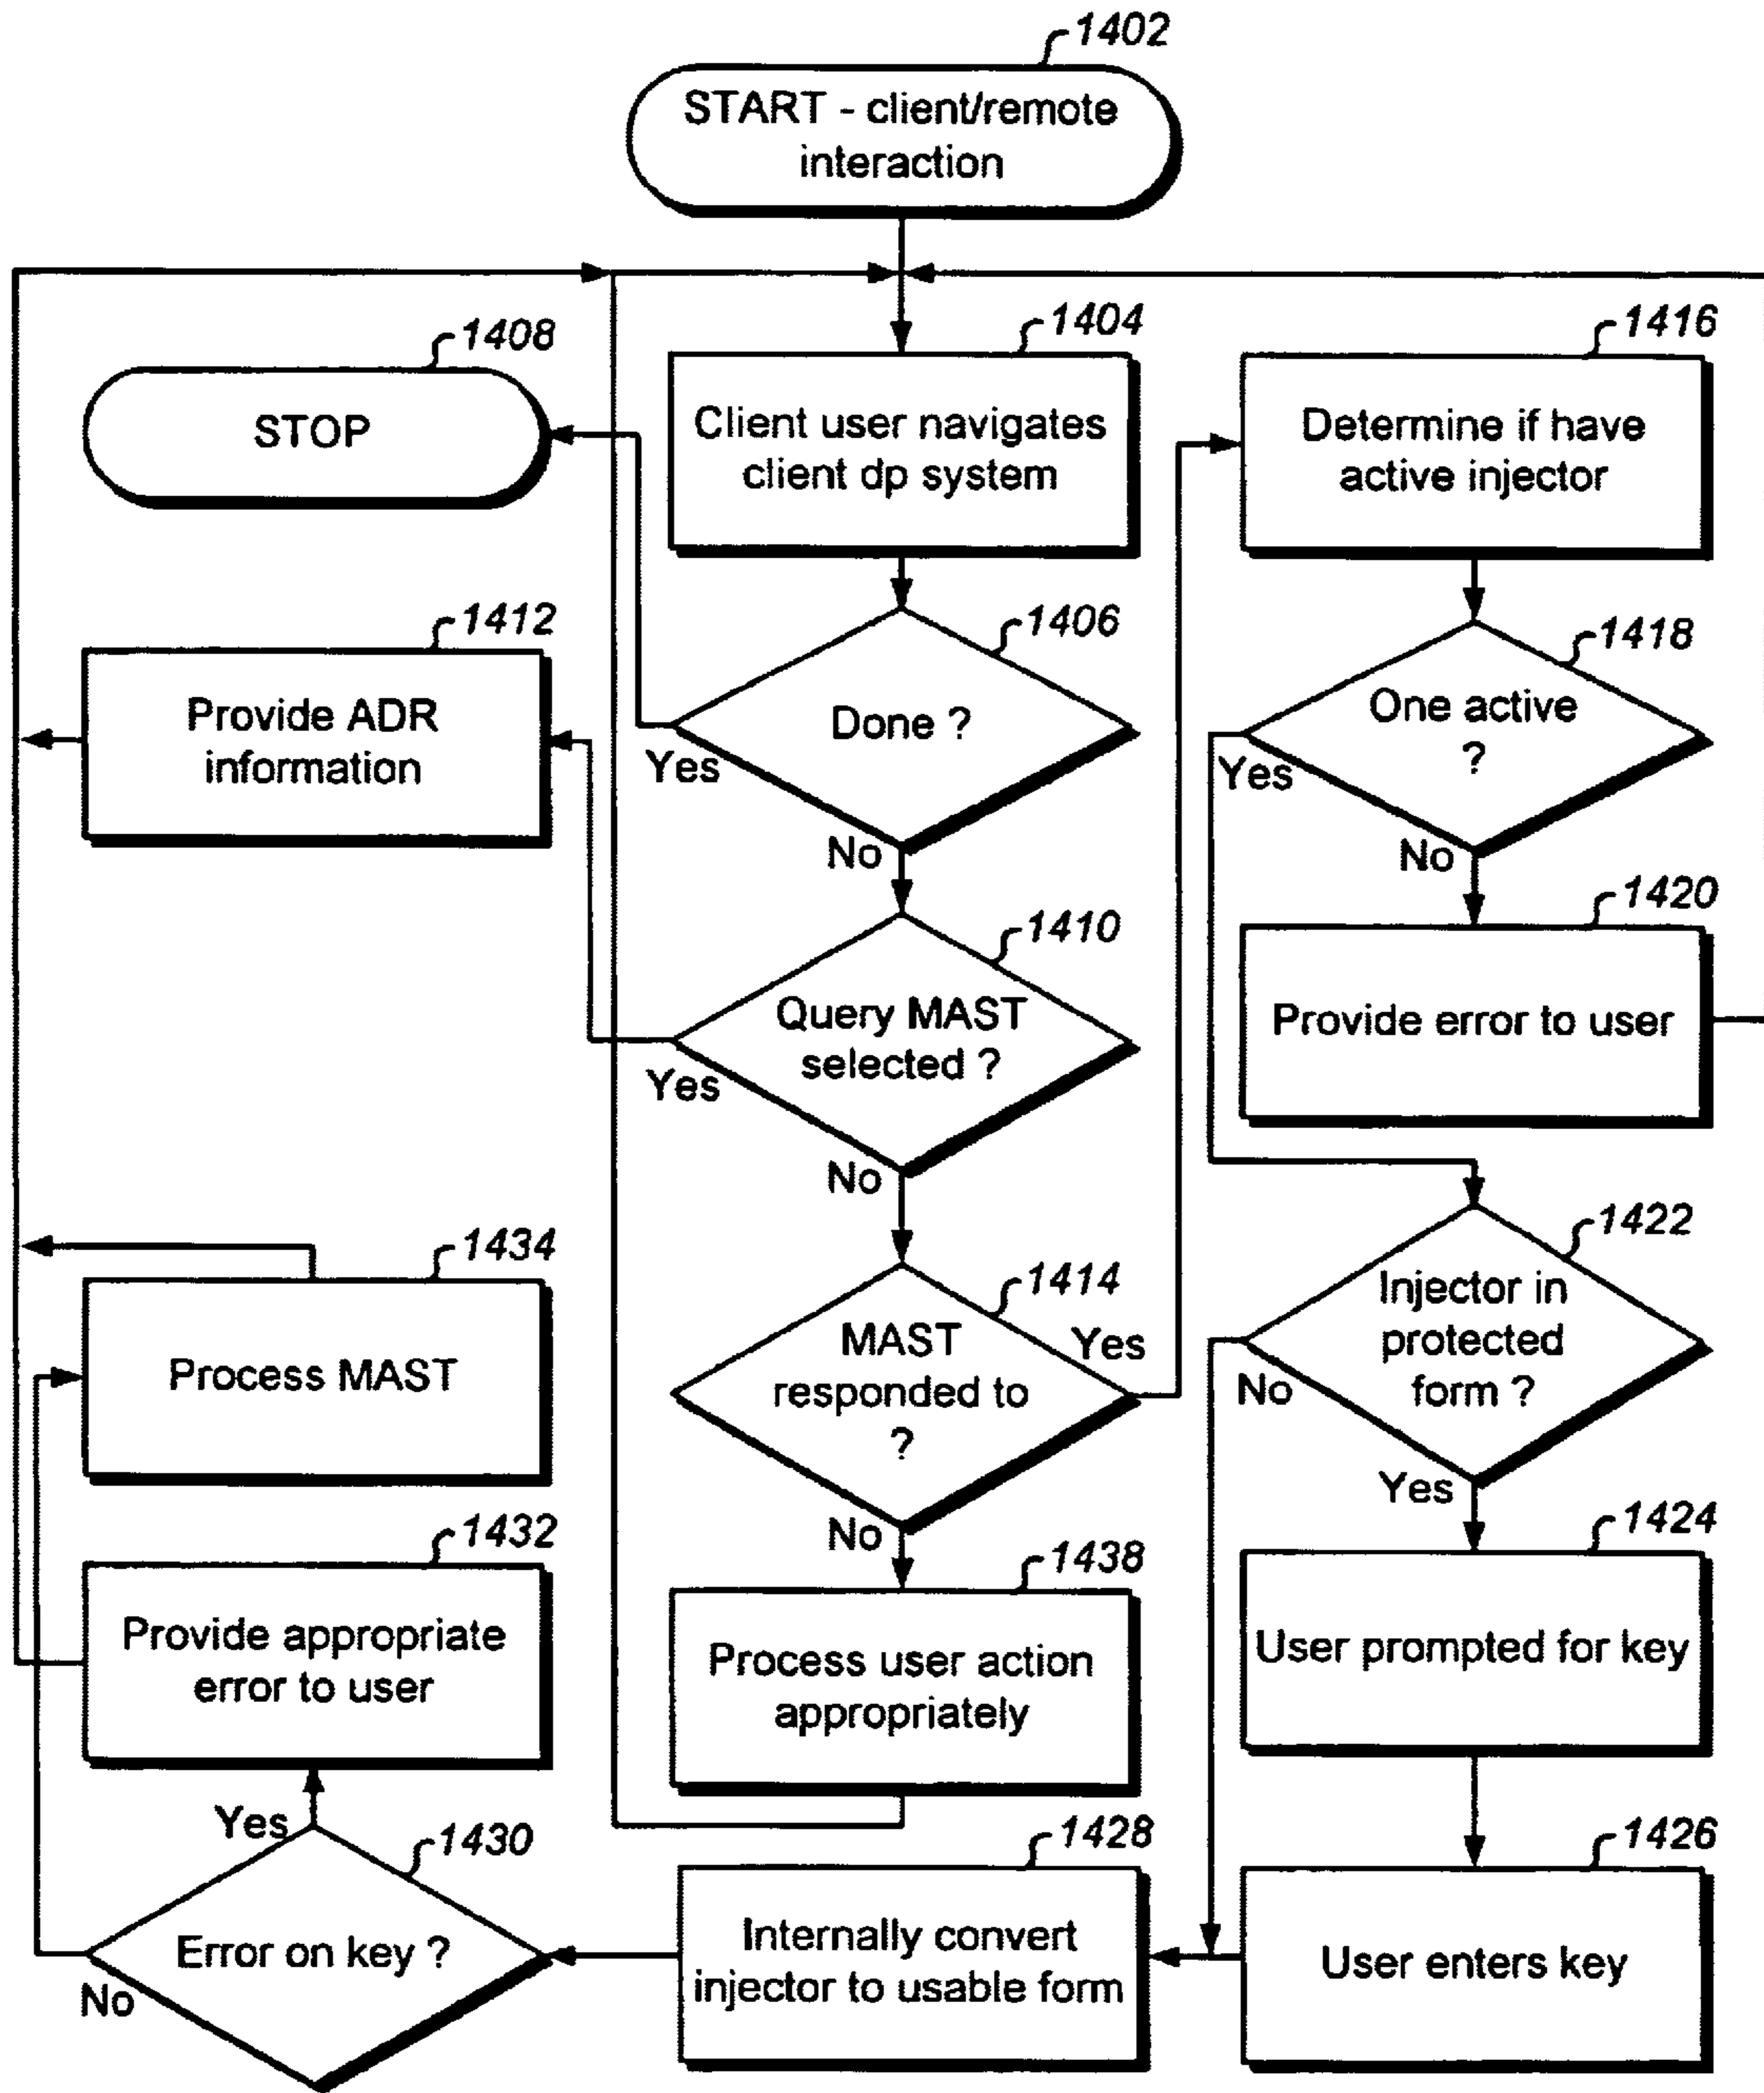 1402
START - client/remote
interaction
1404
Client user navigates
client dp system
1408
STOP
1406
Done ?
Yes
No
1412
Provide ADR
information
1410
Query MAST
selected ?
Yes
No
1414
MAST
responded to
?
Yes
No
1438
Process user action
appropriately
1416
Determine if have
active injector
1418
One active
?
Yes
No
1420
Provide error to user
1422
Injector in
protected
form ?
No
Yes
1424
User prompted for key
1426
User enters key
1428
Internally convert
injector to usable form
1430
Error on key ?
Yes
No
1432
Provide appropriate
error to user
1434
Process MAST